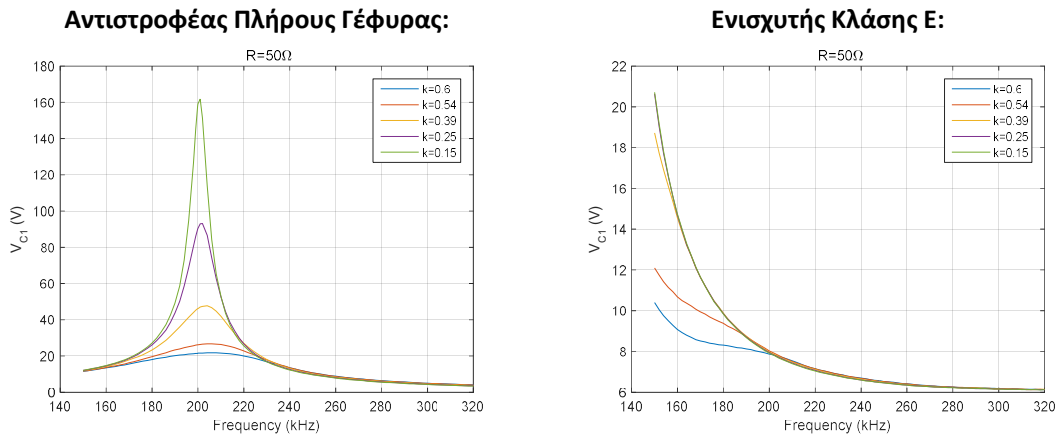 Αντιστροφέας Πλήρους Γέφυρας:
R=50Ω
180
160
140
120
100
80
60
40
20
0
V_C1 (V)
140 160 180 200 220 240 260 280 300 320
Frequency (kHz)
k=0.6
k=0.54
k=0.39
k=0.25
k=0.15
Ενισχυτής Κλάσης Ε:
R=50Ω
22
20
18
16
14
12
10
8
6
V_C1 (V)
140 160 180 200 220 240 260 280 300 320
Frequency (kHz)
k=0.6
k=0.54
k=0.39
k=0.25
k=0.15